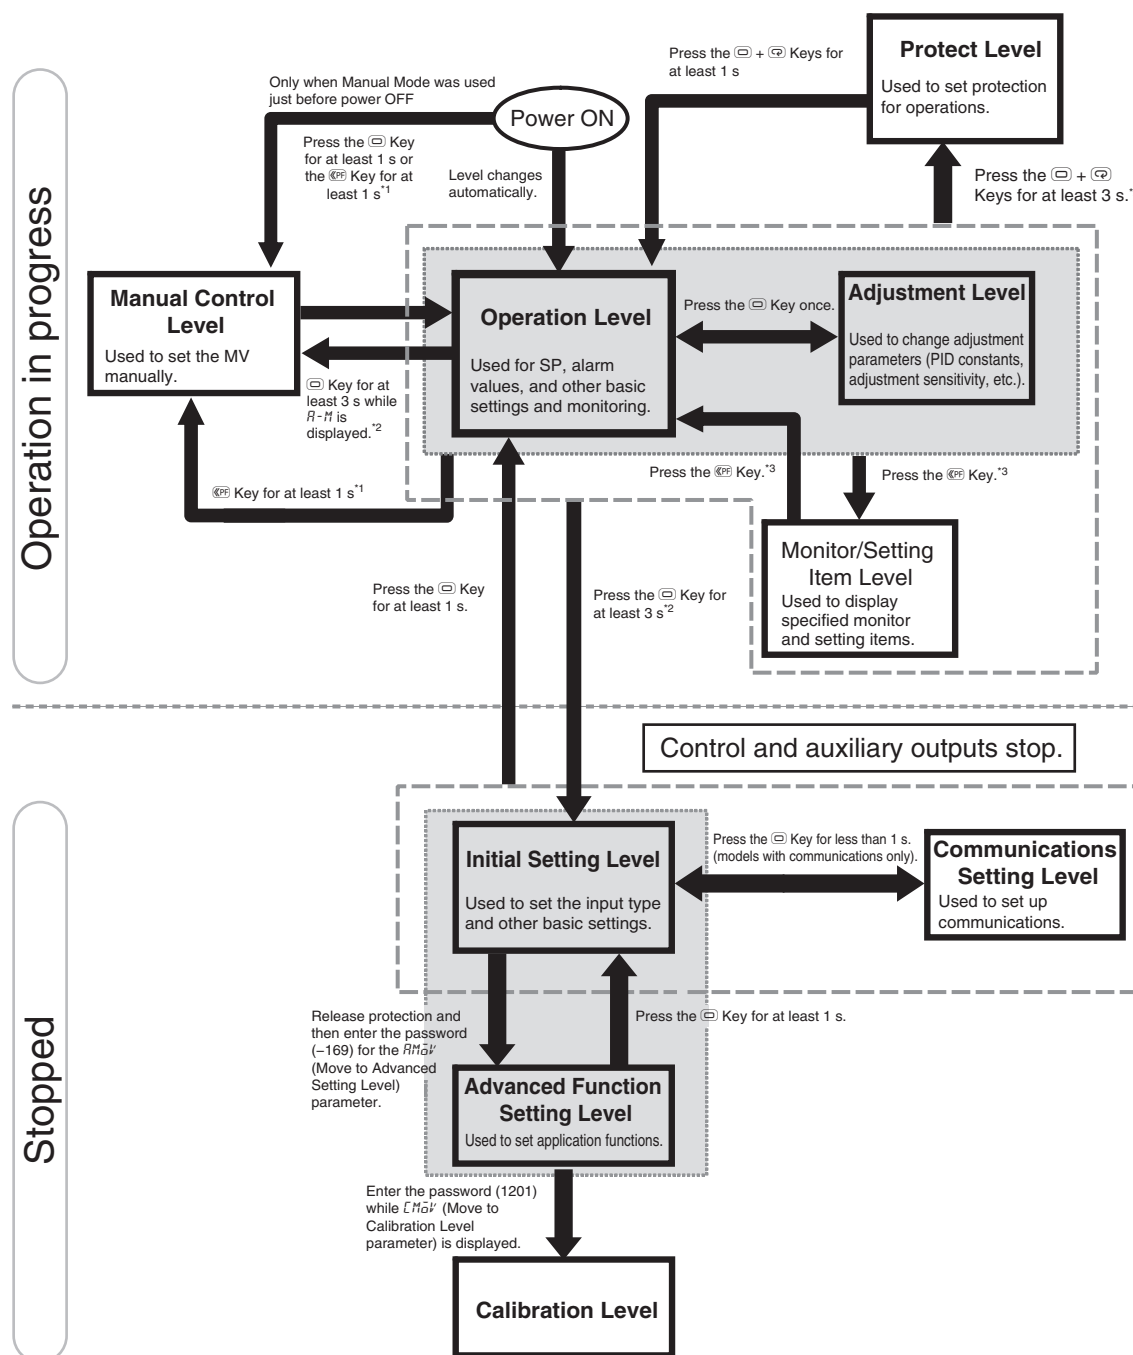 Operation in progress
Stopped
Only when Manual Mode was used
just before power OFF
Power ON
Press the Key
for at least 1 s or
the PF Key for at
least 1 s*1
Level changes
automatically.
Press the + Keys for
at least 1 s
Protect Level
Used to set protection
for operations.
Press the +
Keys for at least 3 s.*
Manual Control
Level
Used to set the MV
manually.
Operation Level
Used for SP, alarm
values, and other basic
settings and monitoring.
Press the Key once.
Adjustment Level
Used to change adjustment
parameters (PID constants,
adjustment sensitivity, etc.).
Key for at
least 3 s while
A-M is
displayed.*2
PF Key for at least 1 s*1
Press the PF Key.*3
Press the PF Key.*3
Monitor/Setting
Item Level
Used to display
specified monitor
and setting items.
Press the Key
for at least 1 s.
Press the Key for
at least 3 s*2
Control and auxiliary outputs stop.
Initial Setting Level
Used to set the input type
and other basic settings.
Press the Key for less than 1 s.
(models with communications only).
Communications
Setting Level
Used to set up
communications.
Release protection and
then enter the password
(−169) for the AMoV
(Move to Advanced
Setting Level)
parameter.
Press the Key for at least 1 s.
Advanced Function
Setting Level
Used to set application functions.
Enter the password (1201)
while CMoV (Move to
Calibration Level
parameter) is displayed.
Calibration Level